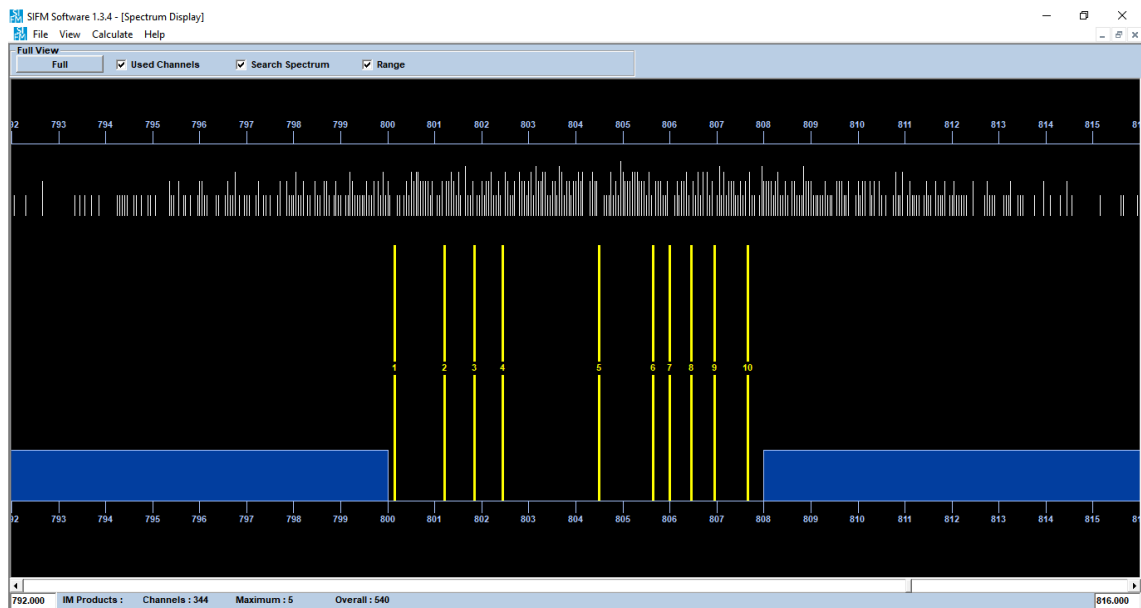 SIFM Software 1.3.4 - [Spectrum Display]
File View Calculate Help
Full View
Full Used Channels Search Spectrum Range
92 793 794 795 796 797 798 799 800 801 802 803 804 805 806 807 808 809 810 811 812 813 814 815 81
1 2 3 4 5 6 7 8 9 10
92 793 794 795 796 797 798 799 800 801 802 803 804 805 806 807 808 809 810 811 812 813 814 815 81
792.000 IM Products : Channels : 344 Maximum : 5 Overall : 540 816.000